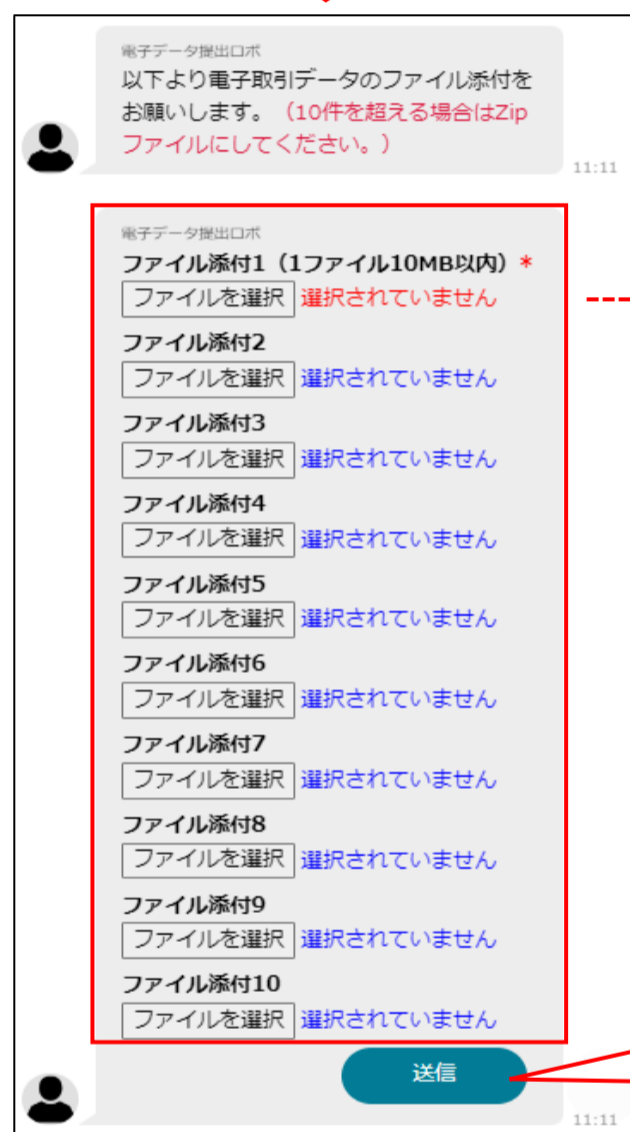 電子データ提出ロボ
以下より電子取引データのファイル添付を
お願いします。（10件を超える場合はZip
ファイルにしてください。）
11:11
電子データ提出ロボ
ファイル添付1（1ファイル10MB以内）*
ファイルを選択 選択されていません
ファイル添付2
ファイルを選択 選択されていません
ファイル添付3
ファイルを選択 選択されていません
ファイル添付4
ファイルを選択 選択されていません
ファイル添付5
ファイルを選択 選択されていません
ファイル添付6
ファイルを選択 選択されていません
ファイル添付7
ファイルを選択 選択されていません
ファイル添付8
ファイルを選択 選択されていません
ファイル添付9
ファイルを選択 選択されていません
ファイル添付10
ファイルを選択 選択されていません
送信
11:11